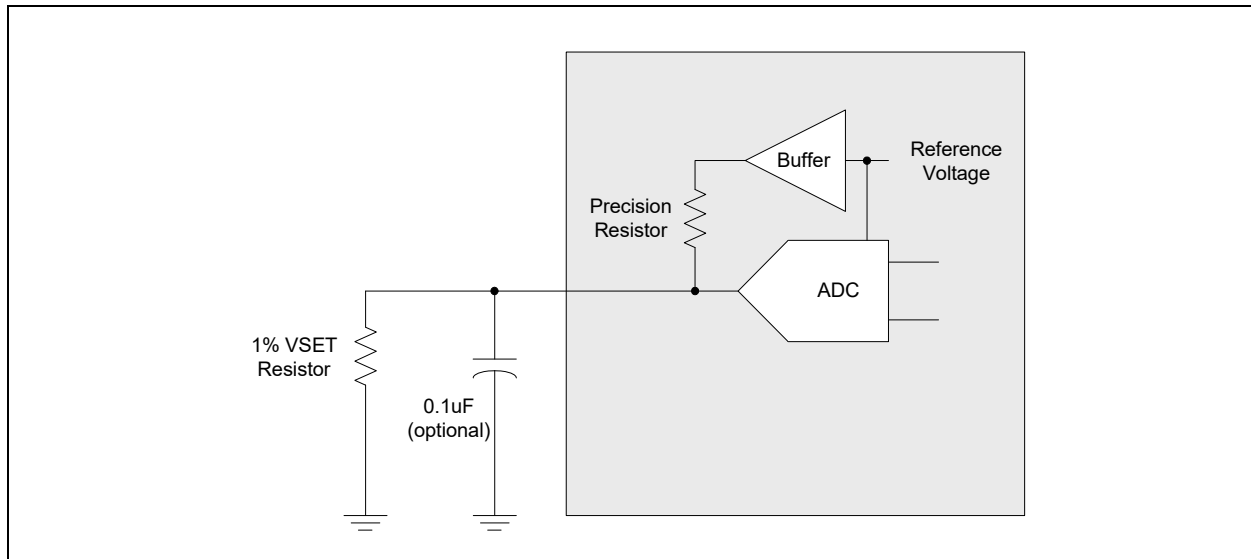 Buffer
Reference
Voltage
Precision
Resistor
ADC
1% VSET
Resistor
0.1uF
(optional)